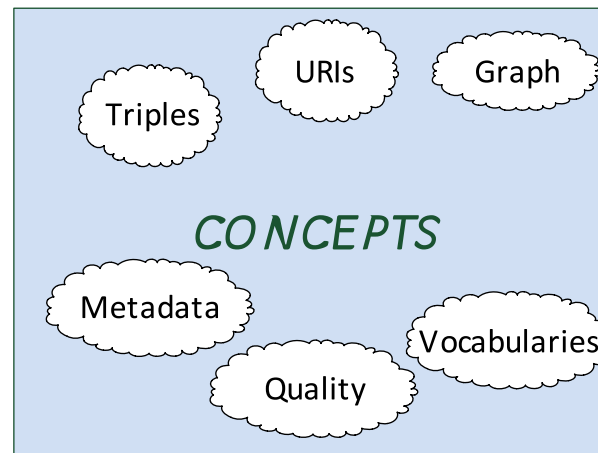 URIs
Graph
Triples
CONCEPTS
Metadata
Vocabularies
Quality